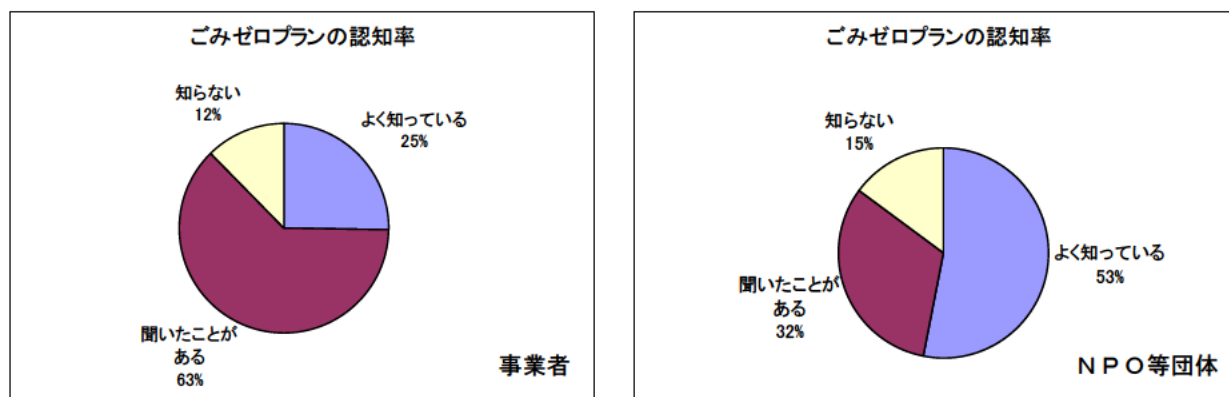 ごみゼロプランの認知率
知らない
12%
よく知っている
25%
聞いたことが
ある
63%
事業者
ごみゼロプランの認知率
知らない
15%
よく知っている
53%
聞いたことが
ある
32%
ＮＰＯ等団体